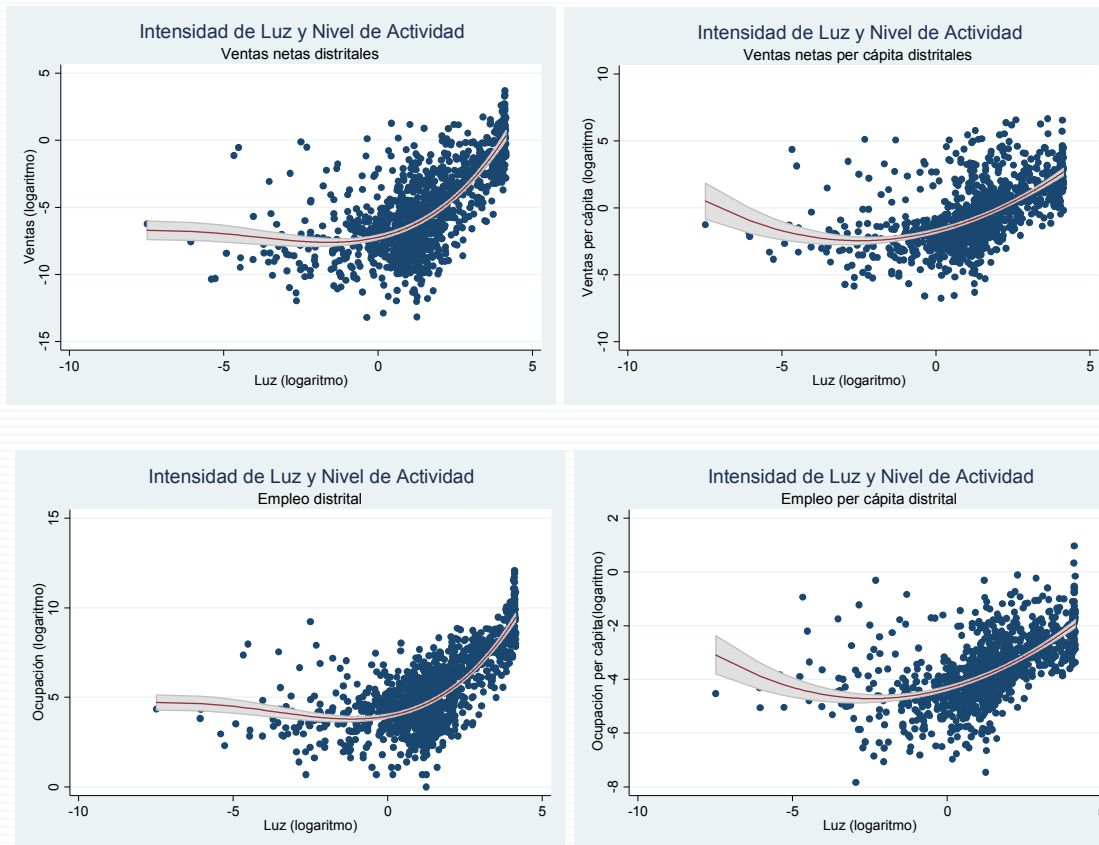 Intensidad de Luz y Nivel de Actividad
Ventas netas distritales
Ventas (logaritmo)
5
0
-5
-10
-15
-10
-5
0
5
Luz (logaritmo)
Intensidad de Luz y Nivel de Actividad
Ventas netas per cápita distritales
Ventas per cápita (logaritmo)
10
5
0
-5
-10
-10
-5
0
5
Luz (logaritmo)
Intensidad de Luz y Nivel de Actividad
Empleo distrital
Ocupación (logaritmo)
15
10
5
0
-10
-5
0
5
Luz (logaritmo)
Intensidad de Luz y Nivel de Actividad
Empleo per cápita distrital
Ocupación per cápita(logaritmo)
2
0
-2
-4
-6
-8
-10
-5
0
Luz (logaritmo)